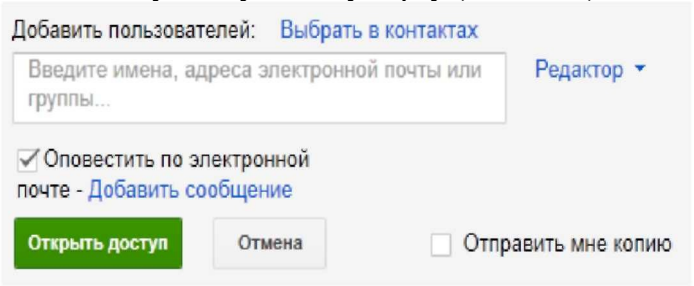 Добавить пользователей: Выбрать в контактах
Введите имена, адреса электронной почты или Редактор
группы...
Оповестить по электронной
почте - Добавить сообщение
Открыть доступ Отмена Отправить мне копию